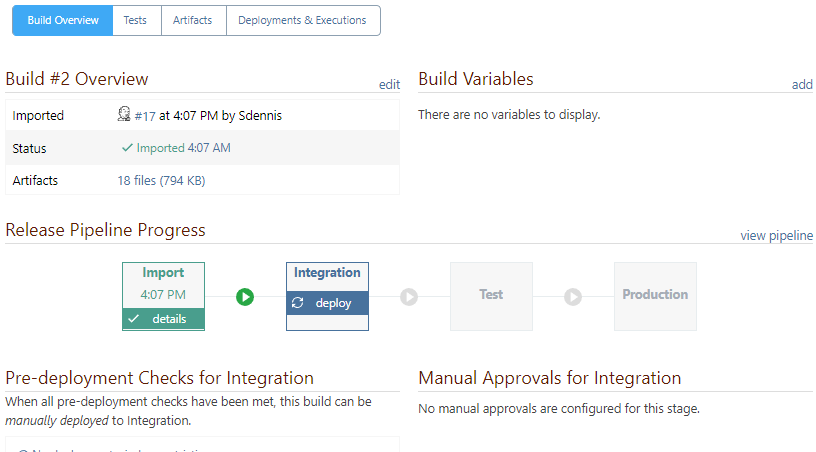 Build Overview Tests Artifacts Deployments & Executions
Build #2 Overview edit
Imported #17 at 4:07 PM by Sdennis
Status Imported 4:07 AM
Artifacts 18 files (794 KB)
Build Variables add
There are no variables to display.
Release Pipeline Progress view pipeline
Import
4:07 PM
details
Integration
deploy
Test
Production
Pre-deployment Checks for Integration
When all pre-deployment checks have been met, this build can be
manually deployed to Integration.
Manual Approvals for Integration
No manual approvals are configured for this stage.